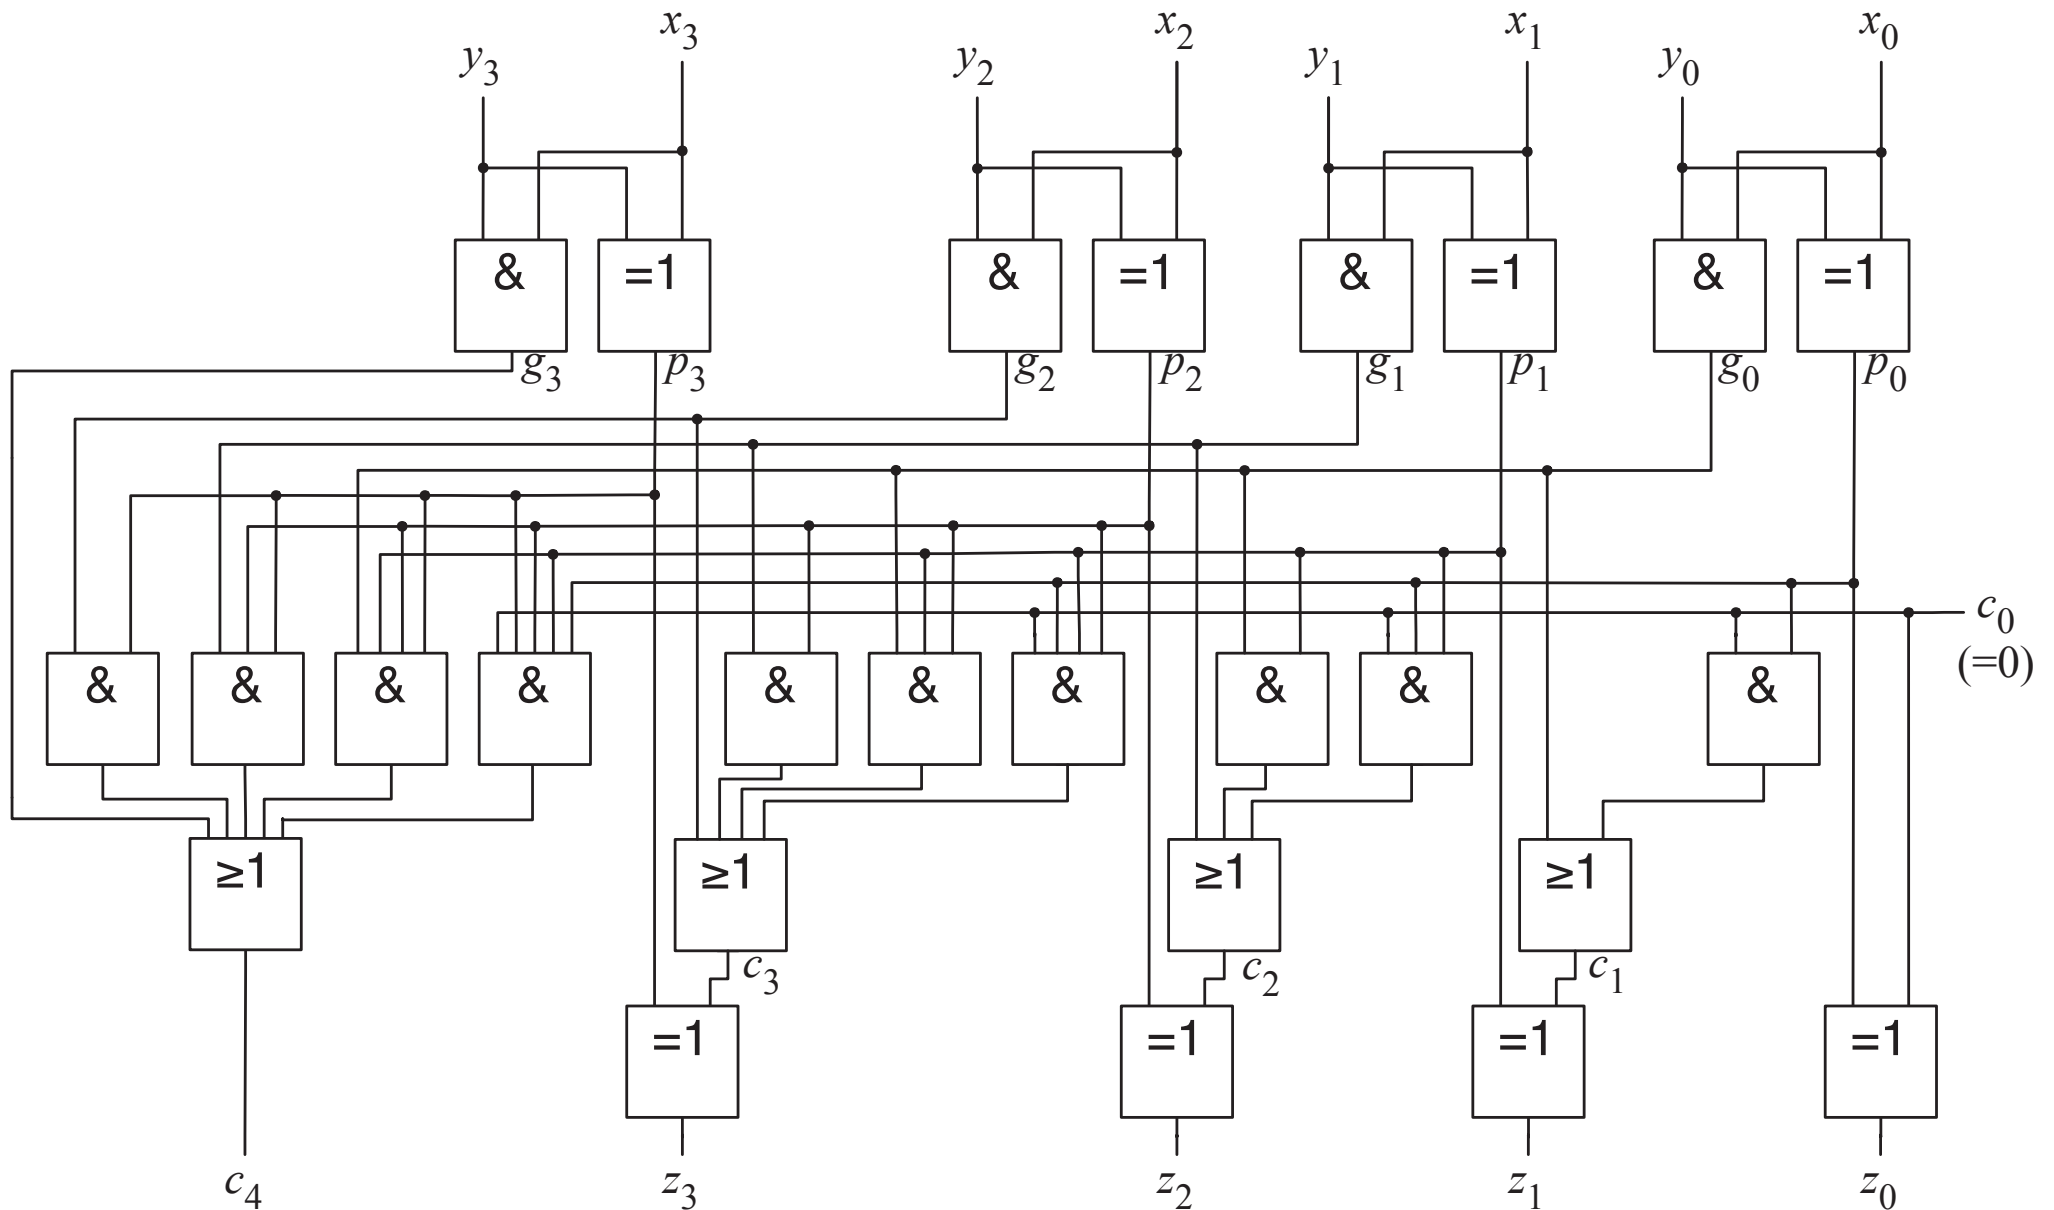 x3 x2 x1 x0
y3 y2 y1 y0
& =1 & =1 & =1 & =1
g3 p3 g2 p2 g1 p1 g0 p0
c0
(=0)
& & & & & & & & & &
≥1 ≥1 ≥1 ≥1
c3 c2 c1
=1 =1 =1 =1
c4 z3 z2 z1 z0